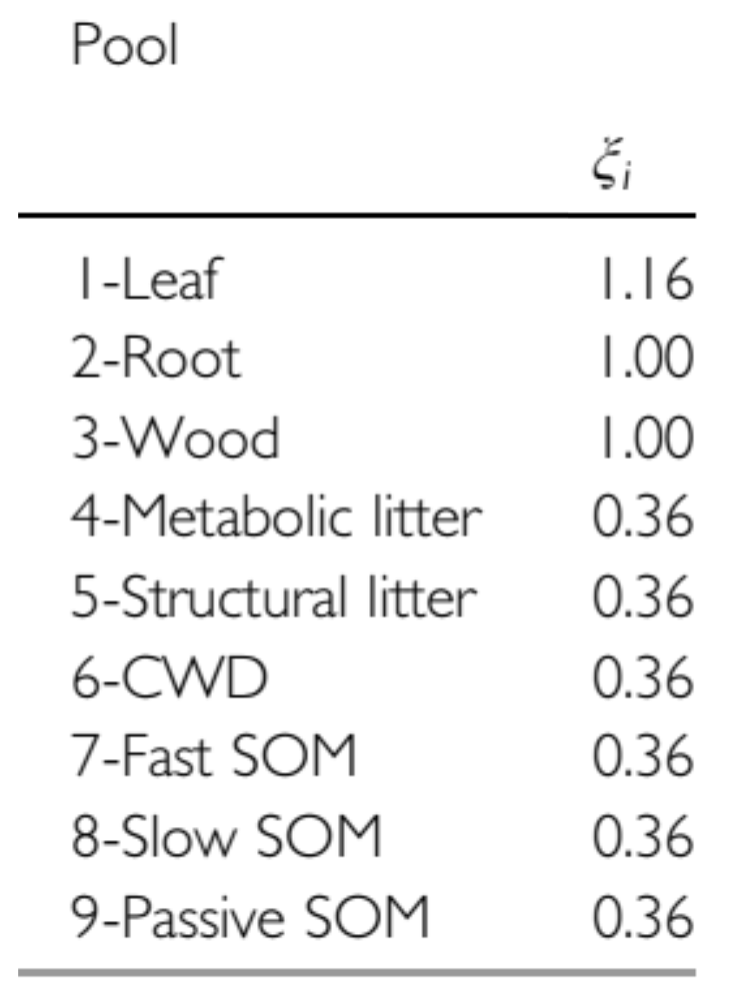 Pool
ξi
1-Leaf 1.16
2-Root 1.00
3-Wood 1.00
4-Metabolic litter 0.36
5-Structural litter 0.36
6-CWD 0.36
7-Fast SOM 0.36
8-Slow SOM 0.36
9-Passive SOM 0.36